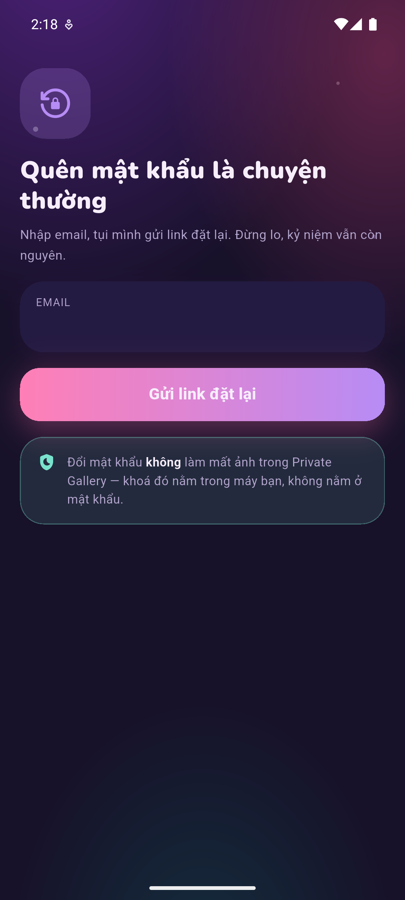 2:18
Quên mật khẩu là chuyện
thường
Nhập email, tụi mình gửi link đặt lại. Đừng lo, kỷ niệm vẫn còn
nguyên.
EMAIL
Gửi link đặt lại
Đổi mật khẩu không làm mất ảnh trong Private
Gallery — khoá đó nằm trong máy bạn, không nằm ở
mật khẩu.